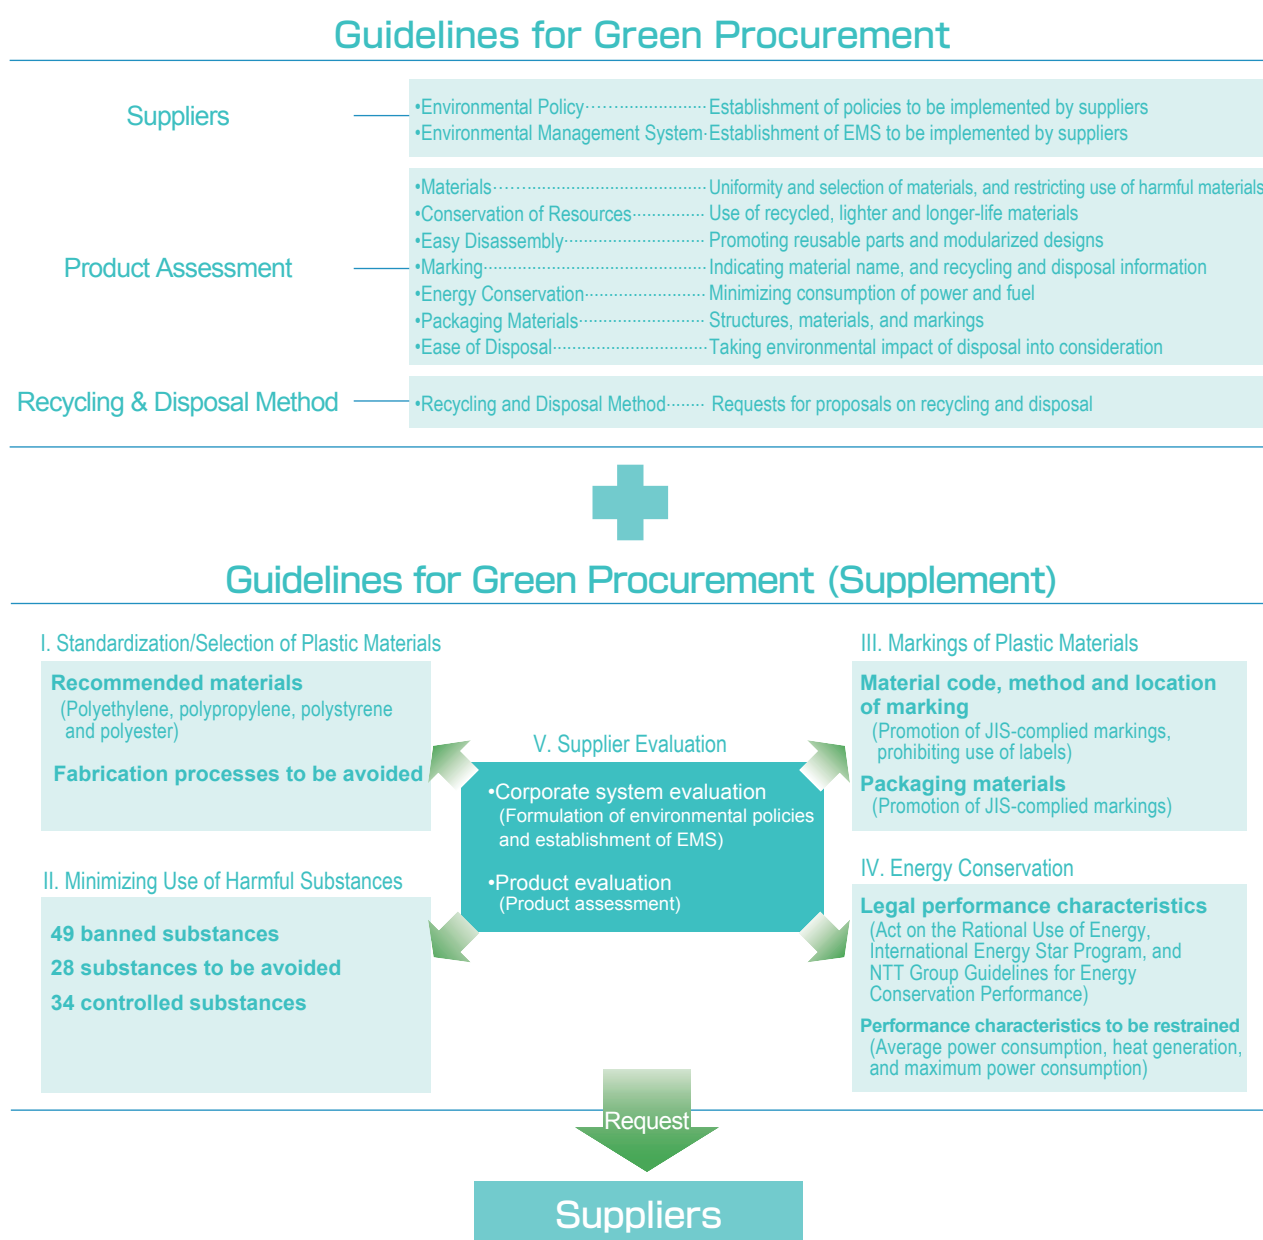 Guidelines for Green Procurement
Suppliers
•Environmental Policy Establishment of policies to be implemented by suppliers
•Environmental Management System Establishment of EMS to be implemented by suppliers
Product Assessment
•Materials Uniformity and selection of materials, and restricting use of harmful materials
•Conservation of Resources Use of recycled, lighter and longer-life materials
•Easy Disassembly Promoting reusable parts and modularized designs
•Marking Indicating material name, and recycling and disposal information
•Energy Conservation Minimizing consumption of power and fuel
•Packaging Materials Structures, materials, and markings
•Ease of Disposal Taking environmental impact of disposal into consideration
Recycling & Disposal Method
•Recycling and Disposal Method Requests for proposals on recycling and disposal
Guidelines for Green Procurement (Supplement)
I. Standardization/Selection of Plastic Materials
Recommended materials
(Polyethylene, polypropylene, polystyrene
and polyester)
Fabrication processes to be avoided
II. Minimizing Use of Harmful Substances
49 banned substances
28 substances to be avoided
34 controlled substances
V. Supplier Evaluation
•Corporate system evaluation
(Formulation of environmental policies
and establishment of EMS)
•Product evaluation
(Product assessment)
III. Markings of Plastic Materials
Material code, method and location
of marking
(Promotion of JIS-complied markings,
prohibiting use of labels)
Packaging materials
(Promotion of JIS-complied markings)
IV. Energy Conservation
Legal performance characteristics
(Act on the Rational Use of Energy,
International Energy Star Program, and
NTT Group Guidelines for Energy
Conservation Performance)
Performance characteristics to be restrained
(Average power consumption, heat generation,
and maximum power consumption)
Request
Suppliers